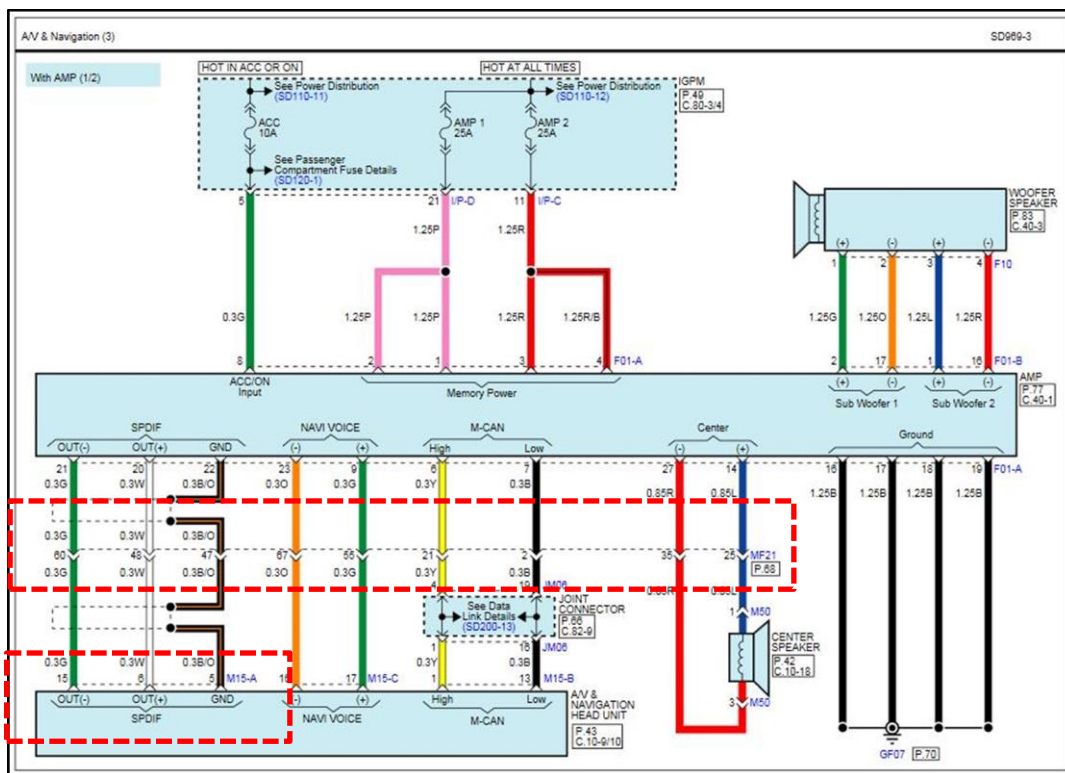 A/V & Navigation (3) SD969-3
With AMP (1/2)
HOT IN ACC OR ON HOT AT ALL TIMES
See Power Distribution
(SD110-11)
ACC
10A
See Passenger
Compartment Fuse Details
(SD120-1)
AMP 1
25A
AMP 2
25A
See Power Distribution
(SD110-12)
IGPM
P.49
C.80-3/4
5 21 I/P-D 11 I/P-C
1.25P 1.25R
0.3G 1.25P 1.25P 1.25R 1.25R/B
8 2 1 3 4 F01-A
WOOFER
SPEAKER
P.83
C.40-3
(+) (-) (+) (-)
1 2 3 4 F10
1.25G 1.25O 1.25L 1.25R
2 17 1 16 F01-B
ACC/ON
Input
Memory Power
(+) (-) (+) (-)
Sub Woofer 1 Sub Woofer 2
AMP
P.77
C.40-1
SPDIF NAVI VOICE M-CAN Center Ground
OUT(-) OUT(+) GND (-) (+) High Low (-) (+)
21 20 22 23 9 6 7 27 14 16 17 18 19 F01-A
0.3G 0.3W 0.3B/O 0.3O 0.3G 0.3Y 0.3B 0.85R 0.85L 1.25B 1.25B 1.25B 1.25B
0.3G 0.3W 0.3B/O
60 48 47 67 55 21 2 35 25 MF21
P.68
0.3G 0.3W 0.3B/O 0.3O 0.3G 0.3Y 0.3B 0.85R 0.85L
4 19 JM06
See Data
Link Details
(SD200-13)
JOINT
CONNECTOR
P.66
C.82-9
1 16 JM06
1 M50
CENTER
SPEAKER
P.42
C.10-18
3 M50
0.3G 0.3W 0.3B/O 0.3Y 0.3B
15 6 5 M15-A 16 17 M15-C 1 13 M15-B
OUT(-) OUT(+) GND (-) (+) High Low
SPDIF NAVI VOICE M-CAN
A/V &
NAVIGATION
HEAD UNIT
P.43
C.10-9/10
GF07 P.70